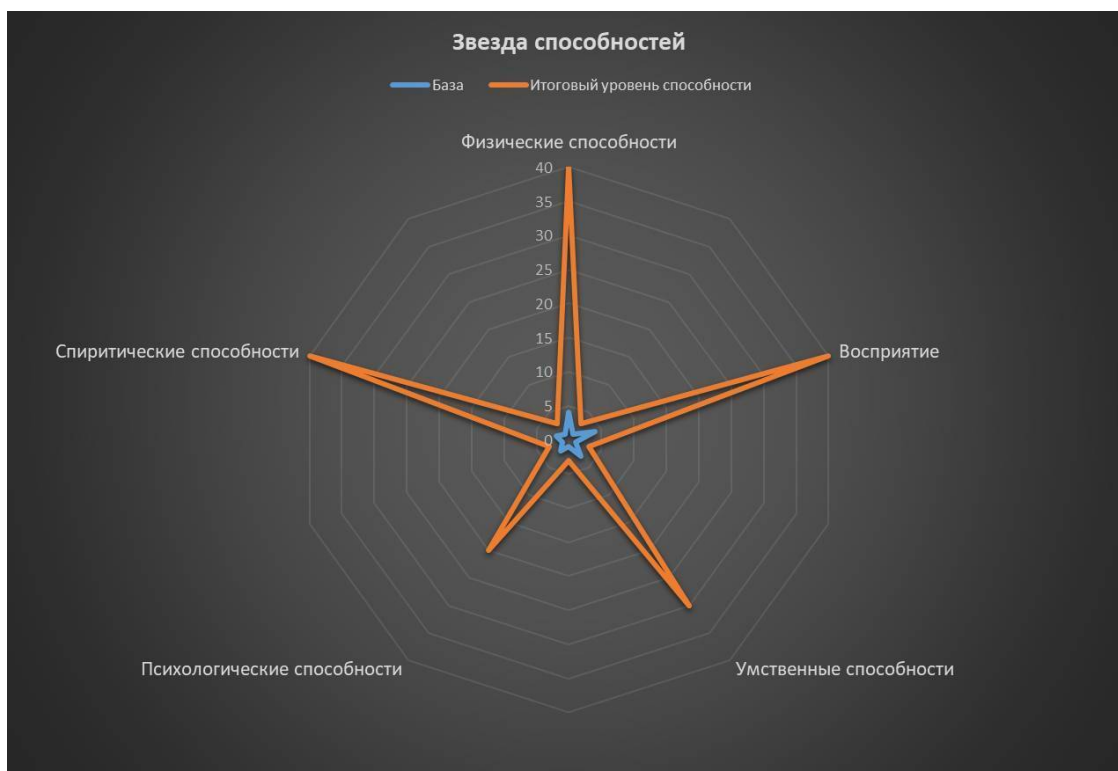 Звезда способностей
База
Итоговый уровень способности
Физические способности
40
35
30
25
20
15
10
5
0
Спиритические способности
Восприятие
Психологические способности
Умственные способности